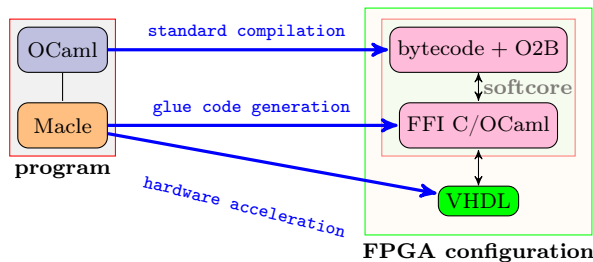 standard compilation
OCaml
bytecode + O2B
softcore
glue code generation
Macle
FFI C/OCaml
program
hardware acceleration
VHDL
FPGA configuration